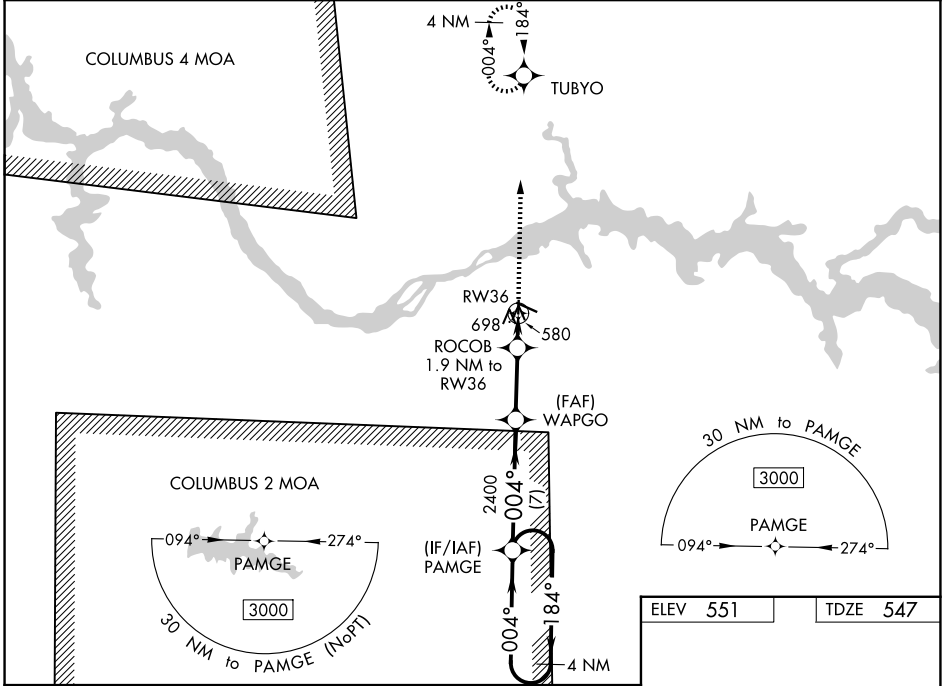 4 NM
184°
004°
COLUMBUS 4 MOA
TUBYO
RW36
698
580
ROCOB
1.9 NM to
RW36
(FAF)
WAPGO
30 NM to PAMGE
3000
PAMGE
094°
274°
COLUMBUS 2 MOA
2400
004°
(7)
094°
274°
PAMGE
3000
30 NM to PAMGE (NoPT)
(IF/IAF)
PAMGE
004°
184°
4 NM
ELEV 551
TDZE 547